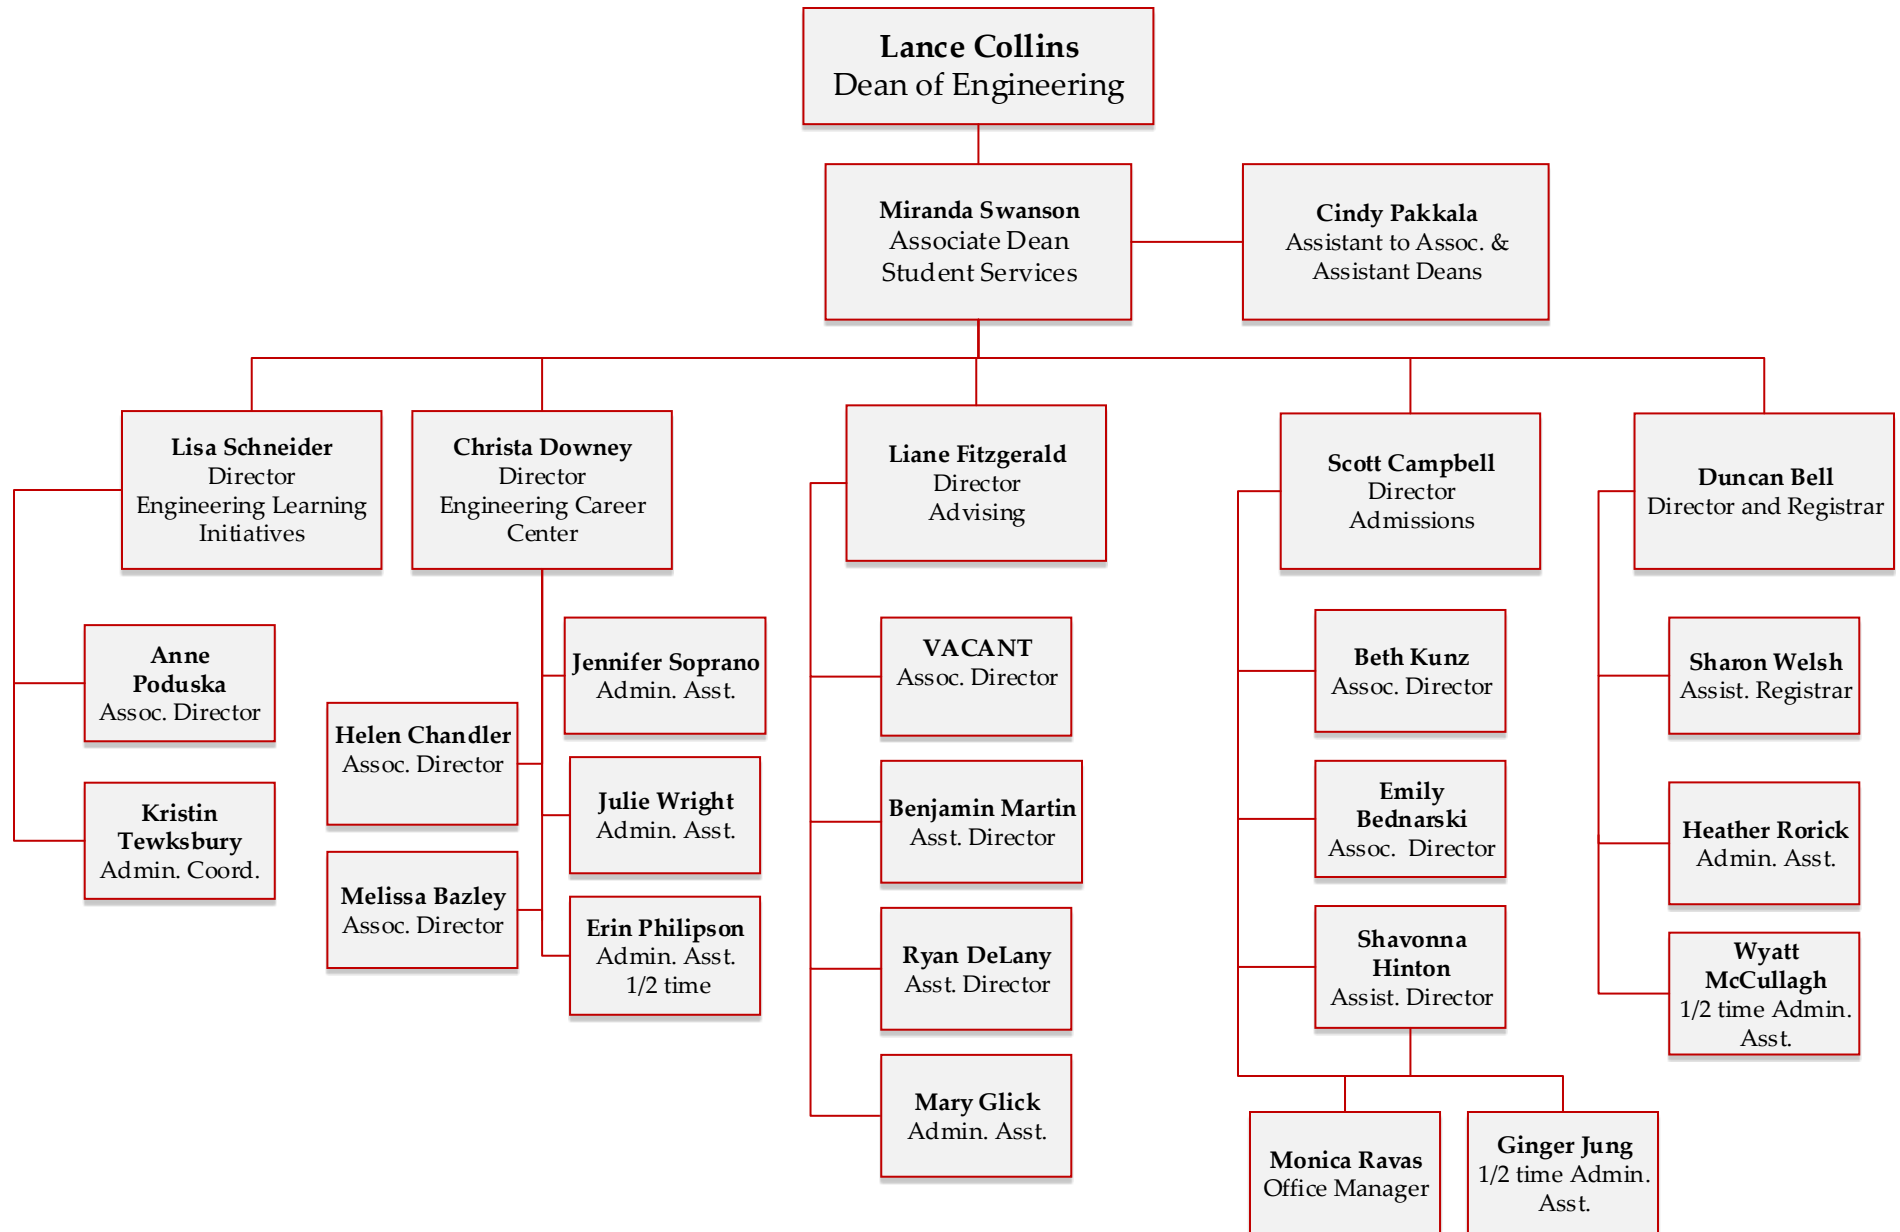 Lance Collins
Dean of Engineering
Miranda Swanson
Associate Dean
Student Services
Cindy Pakkala
Assistant to Assoc. &
Assistant Deans
Lisa Schneider
Director
Engineering Learning
Initiatives
Christa Downey
Director
Engineering Career
Center
Liane Fitzgerald
Director
Advising
Scott Campbell
Director
Admissions
Duncan Bell
Director and Registrar
Anne
Poduska
Assoc. Director
Kristin
Tewksbury
Admin. Coord.
Helen Chandler
Assoc. Director
Melissa Bazley
Assoc. Director
Jennifer Soprano
Admin. Asst.
Julie Wright
Admin. Asst.
Erin Philipson
Admin. Asst.
1/2 time
VACANT
Assoc. Director
Benjamin Martin
Asst. Director
Ryan DeLany
Asst. Director
Mary Glick
Admin. Asst.
Beth Kunz
Assoc. Director
Emily
Bednarski
Assoc. Director
Shavonna
Hinton
Assist. Director
Monica Ravas
Office Manager
Ginger Jung
1/2 time Admin.
Asst.
Sharon Welsh
Assist. Registrar
Heather Rorick
Admin. Asst.
Wyatt
McCullagh
1/2 time Admin.
Asst.